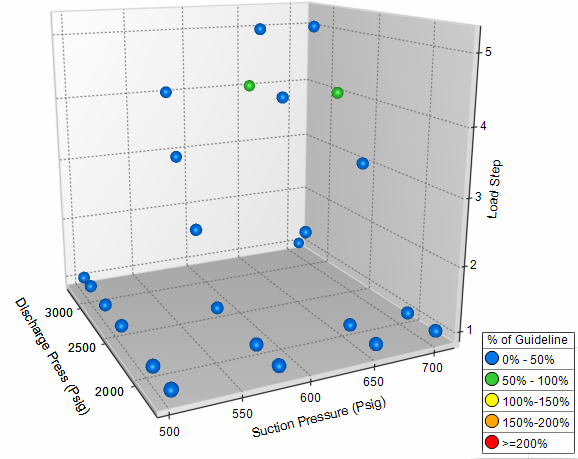 5
4
3
2
1
Load Step
3000
2500
2000
Discharge Press (Psig)
500
550
600
650
700
Suction Pressure (Psig)
% of Guideline
0% - 50%
50% - 100%
100%-150%
150%-200%
>=200%